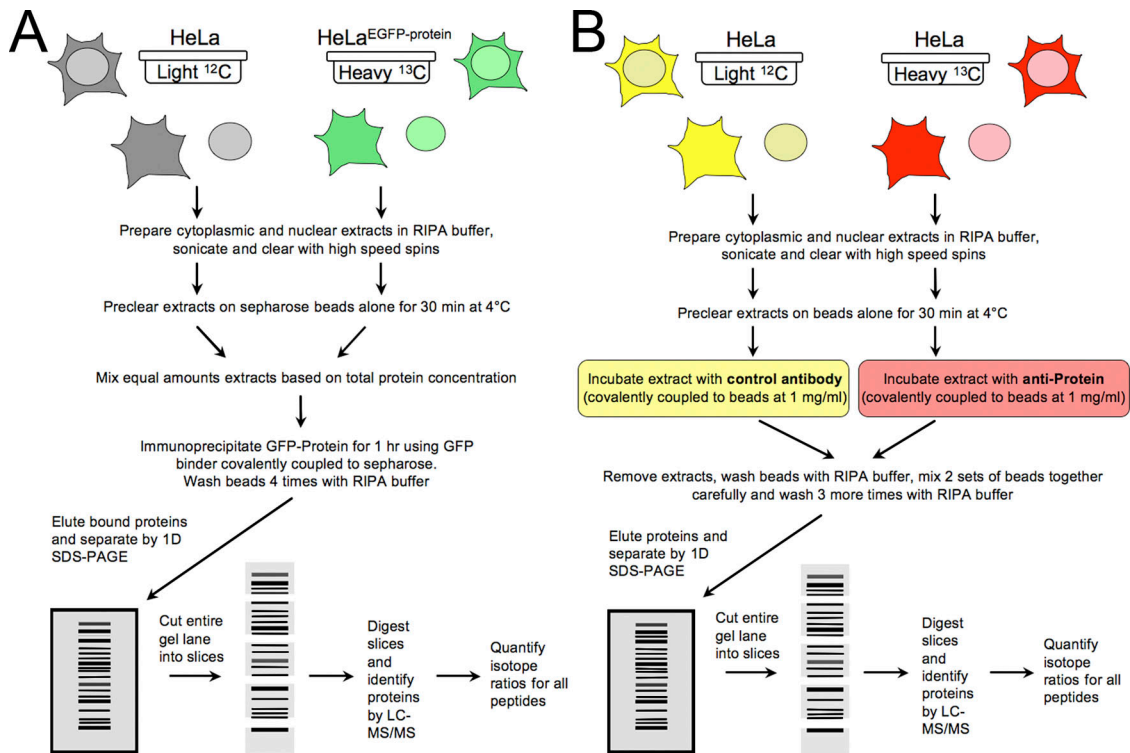 A
HeLa
Light ¹²C
HeLa^EGFP-protein
Heavy ¹³C
Prepare cytoplasmic and nuclear extracts in RIPA buffer,
sonicate and clear with high speed spins
Preclear extracts on sepharose beads alone for 30 min at 4°C
Mix equal amounts extracts based on total protein concentration
Immunoprecipitate GFP-Protein for 1 hr using GFP
binder covalently coupled to sepharose.
Wash beads 4 times with RIPA buffer
Elute bound proteins
and separate by 1D
SDS-PAGE
Cut entire
gel lane
into slices
Digest
slices
and
identify
proteins
by LC-
MS/MS
Quantify
isotope
ratios for all
peptides
B
HeLa
Light ¹²C
HeLa
Heavy ¹³C
Prepare cytoplasmic and nuclear extracts in RIPA buffer,
sonicate and clear with high speed spins
Preclear extracts on beads alone for 30 min at 4°C
Incubate extract with control antibody
(covalently coupled to beads at 1 mg/ml)
Incubate extract with anti-Protein
(covalently coupled to beads at 1 mg/ml)
Remove extracts, wash beads with RIPA buffer, mix 2 sets of beads together
carefully and wash 3 more times with RIPA buffer
Elute proteins and
separate by 1D
SDS-PAGE
Cut entire
gel lane
into slices
Digest
slices
and
identify
proteins
by LC-
MS/MS
Quantify
isotope
ratios for all
peptides